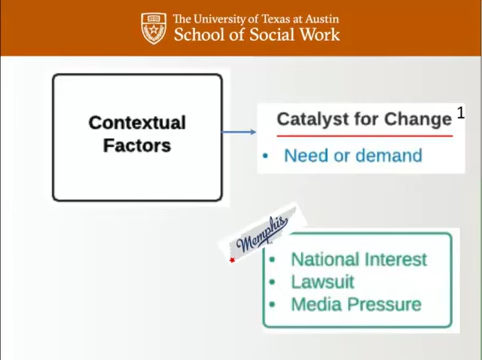 The University of Texas at Austin
School of Social Work
Contextual
Factors
Catalyst for Change 1
• Need or demand
Memphis
• National Interest
• Lawsuit
• Media Pressure